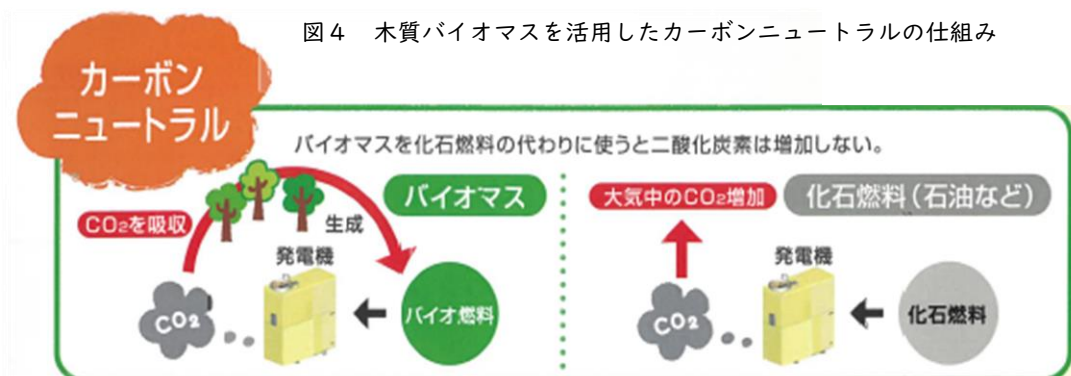 図4　木質バイオマスを活用したカーボンニュートラルの仕組み
カーボン
ニュートラル
バイオマスを化石燃料の代わりに使うと二酸化炭素は増加しない。
バイオマス
CO₂を吸収
生成
発電機
CO₂
バイオ燃料
大気中のCO₂増加
化石燃料(石油など)
発電機
CO₂
化石燃料